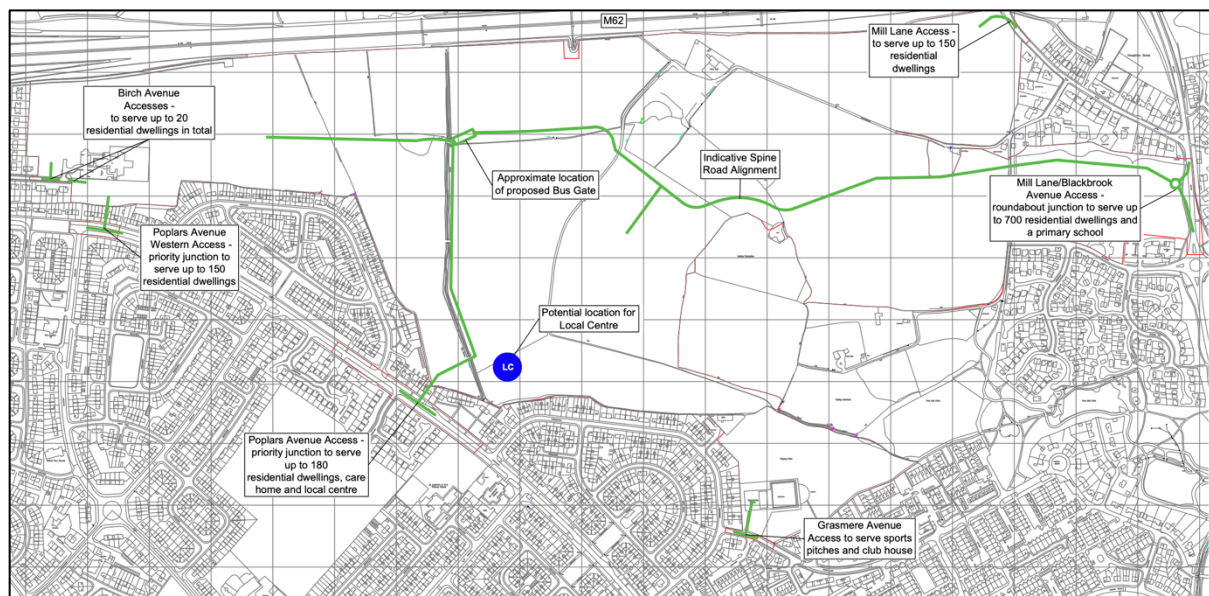 M62
Mill Lane Access -
to serve up to 150
residential
dwellings
Birch Avenue
Accesses -
to serve up to 20
residential dwellings in total
Approximate location
of proposed Bus Gate
Indicative Spine
Road Alignment
Mill Lane/Blackbrook
Avenue Access -
roundabout junction to serve up
to 700 residential dwellings and
a primary school
Poplars Avenue
Western Access -
priority junction to
serve up to 150
residential dwellings
Potential location for
Local Centre
LC
Poplars Avenue Access -
priority junction to serve
up to 180
residential dwellings, care
home and local centre
Grasmere Avenue
Access to serve sports
pitches and club house